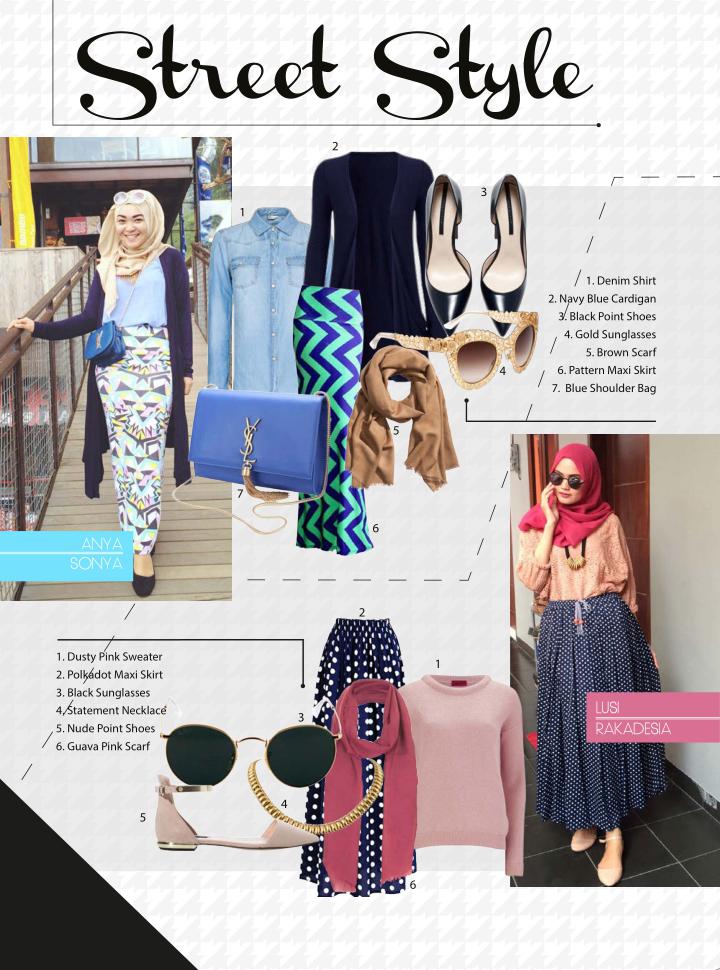 Street Style
2
1
3
1. Denim Shirt
2. Navy Blue Cardigan
3. Black Point Shoes
4. Gold Sunglasses
5. Brown Scarf
6. Pattern Maxi Skirt
7. Blue Shoulder Bag
4
5
7
6
YSL
ANYA
SONYA
2
1. Dusty Pink Sweater
2. Polkadot Maxi Skirt
3. Black Sunglasses
4. Statement Necklace
5. Nude Point Shoes
6. Guava Pink Scarf
1
3
4
5
6
LUSI
RAKADESIA